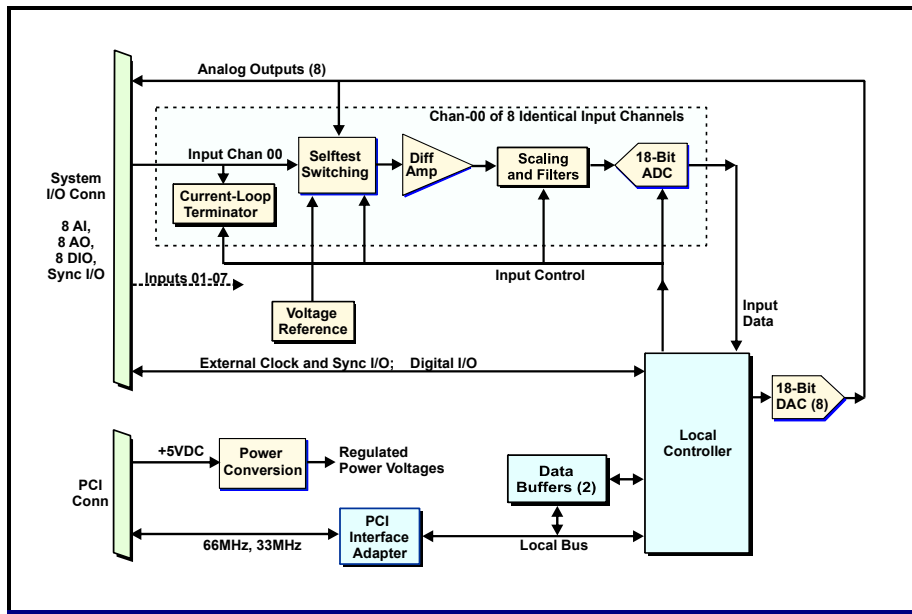 Analog Outputs (8)
Chan-00 of 8 Identical Input Channels
Input Chan 00
Selftest
Switching
Diff
Amp
Scaling
and Filters
18-Bit
ADC
System
I/O Conn
8 AI,
8 AO,
8 DIO,
Sync I/O
Current-Loop
Terminator
Inputs 01-07
Input Control
Voltage
Reference
Input
Data
External Clock and Sync I/O; Digital I/O
18-Bit
DAC (8)
Local
Controller
PCI
Conn
+5VDC
Power
Conversion
Regulated
Power Voltages
Data
Buffers (2)
66MHz, 33MHz
PCI
Interface
Adapter
Local Bus